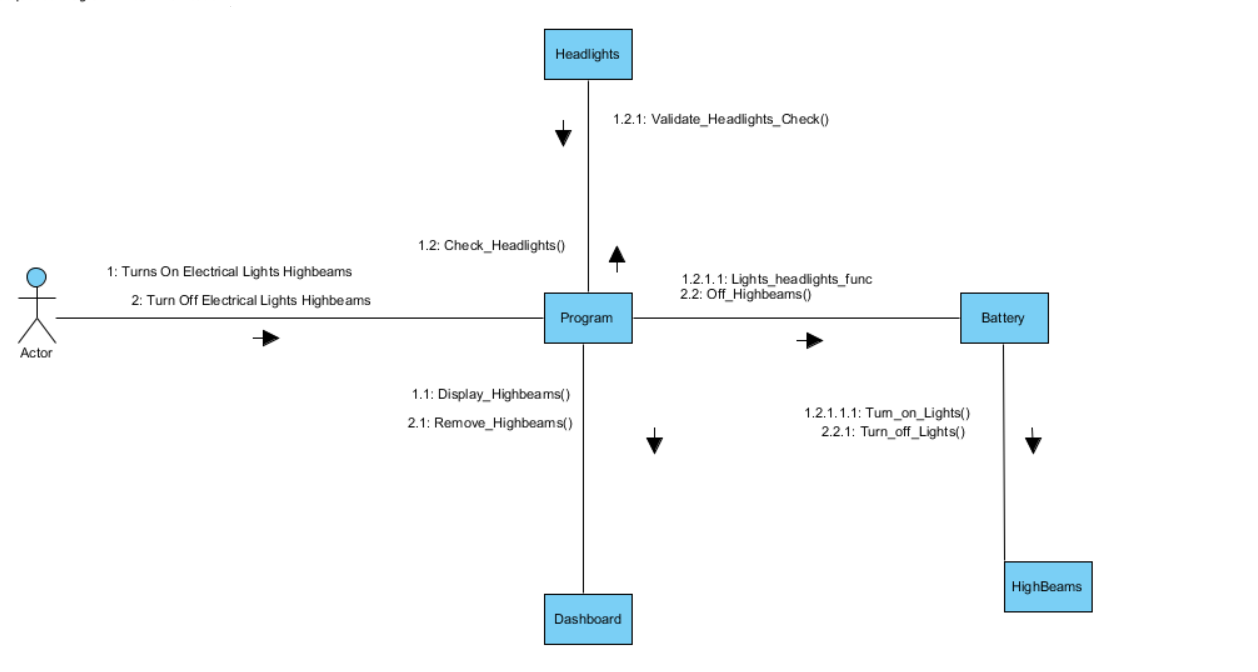 Headlights
1.2.1: Validate_Headlights_Check()
1.2: Check_Headlights()
1: Turns On Electrical Lights Highbeams
2: Turn Off Electrical Lights Highbeams
1.2.1.1: Lights_headlights_func
2.2: Off_Highbeams()
Program
Battery
Actor
1.1: Display_Highbeams()
2.1: Remove_Highbeams()
1.2.1.1.1: Turn_on_Lights()
2.2.1: Turn_off_Lights()
HighBeams
Dashboard